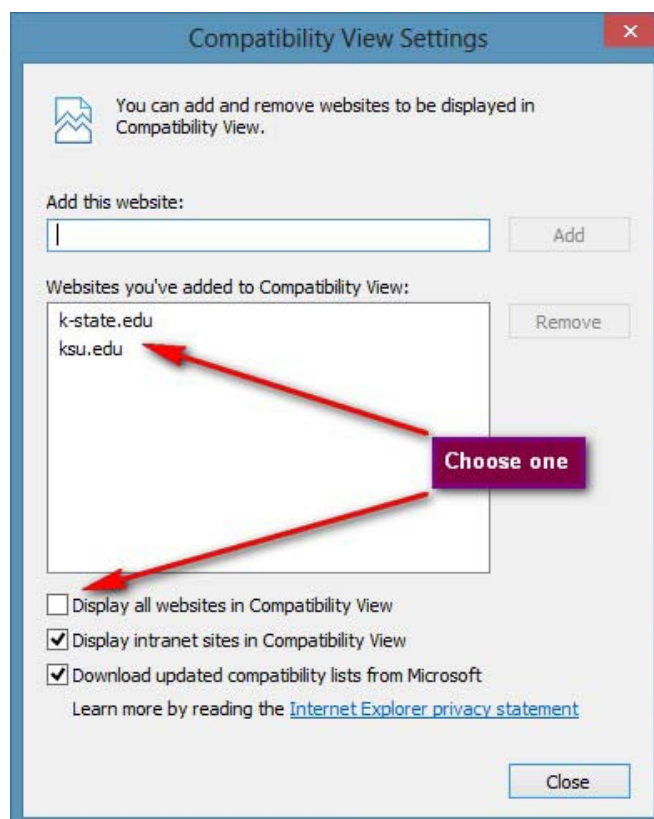 Compatibility View Settings
You can add and remove websites to be displayed in
Compatibility View.
Add this website:
Add
Websites you've added to Compatibility View:
k-state.edu
Remove
ksu.edu
Choose one
Display all websites in Compatibility View
Display intranet sites in Compatibility View
Download updated compatibility lists from Microsoft
Learn more by reading the Internet Explorer privacy statement
Close